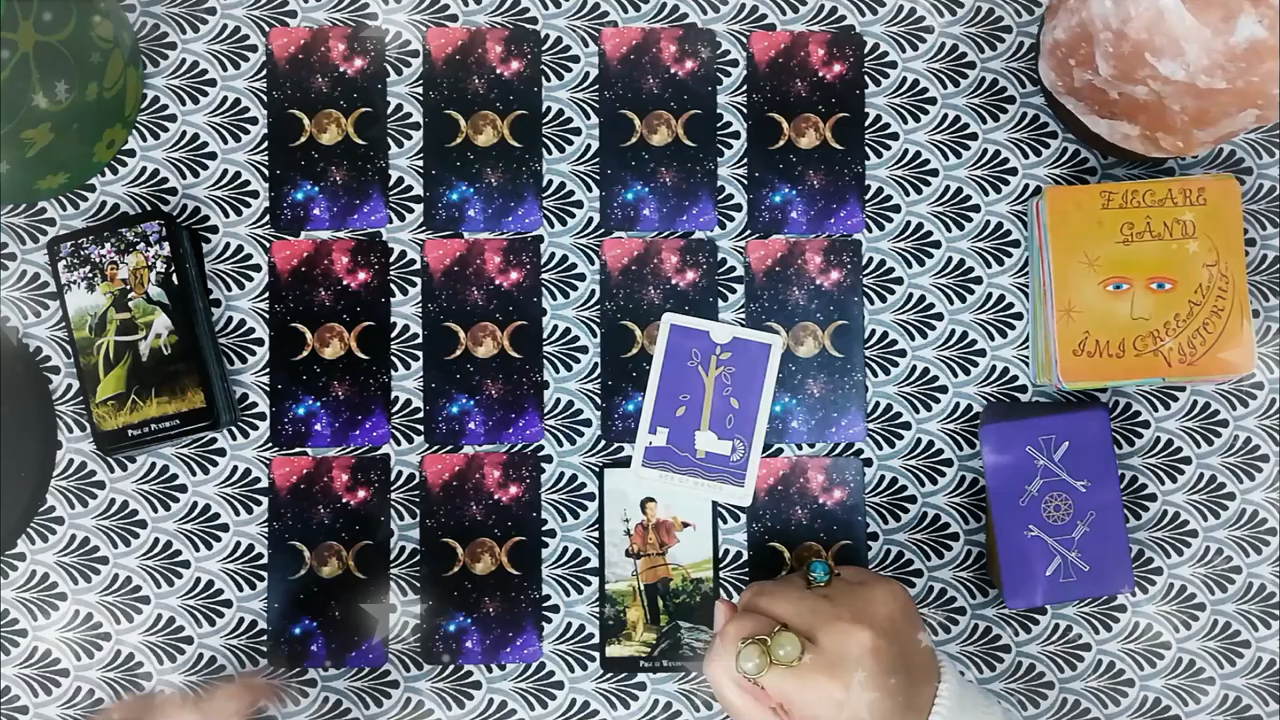 FIECARE
GÂND
ÎMI CREEAZĂ
VIITORUL
PAGE OF PENTACLES
ACE OF WANDS
PAGE OF WANDS